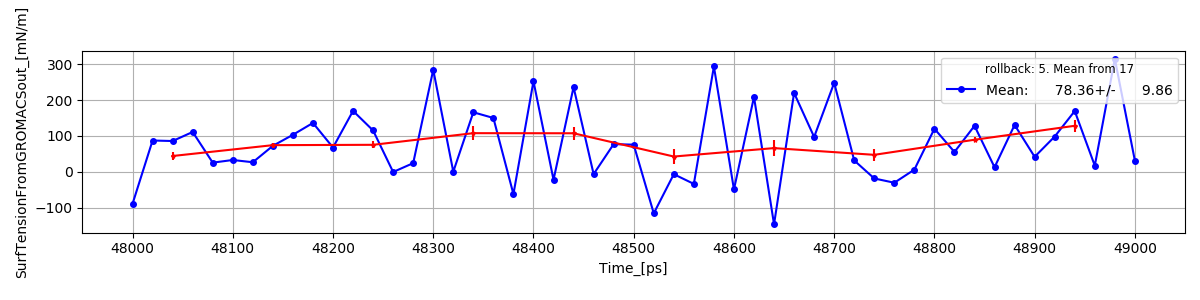 rollback: 5. Mean from 17
Mean: 78.36+/- 9.86
SurfTensionFromGROMACSout_[mN/m]
300
200
100
0
−100
48000 48100 48200 48300 48400 48500 48600 48700 48800 48900 49000
Time_[ps]